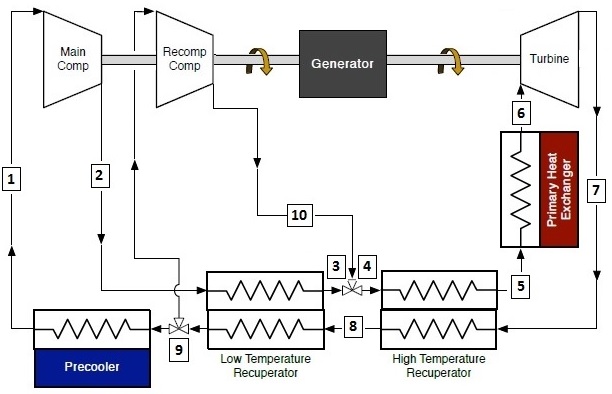 Main
Comp
Recomp
Comp
Generator
Turbine
1
2
10
6
7
Primary Heat
Exchanger
3
4
5
8
9
Precooler
Low Temperature
Recuperator
High Temperature
Recuperator